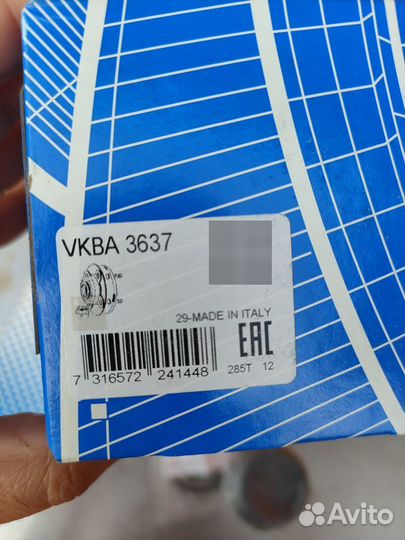 VKBA 3637
29-MADE IN ITALY
EAC
7 316572 241448
285T 12
Avito